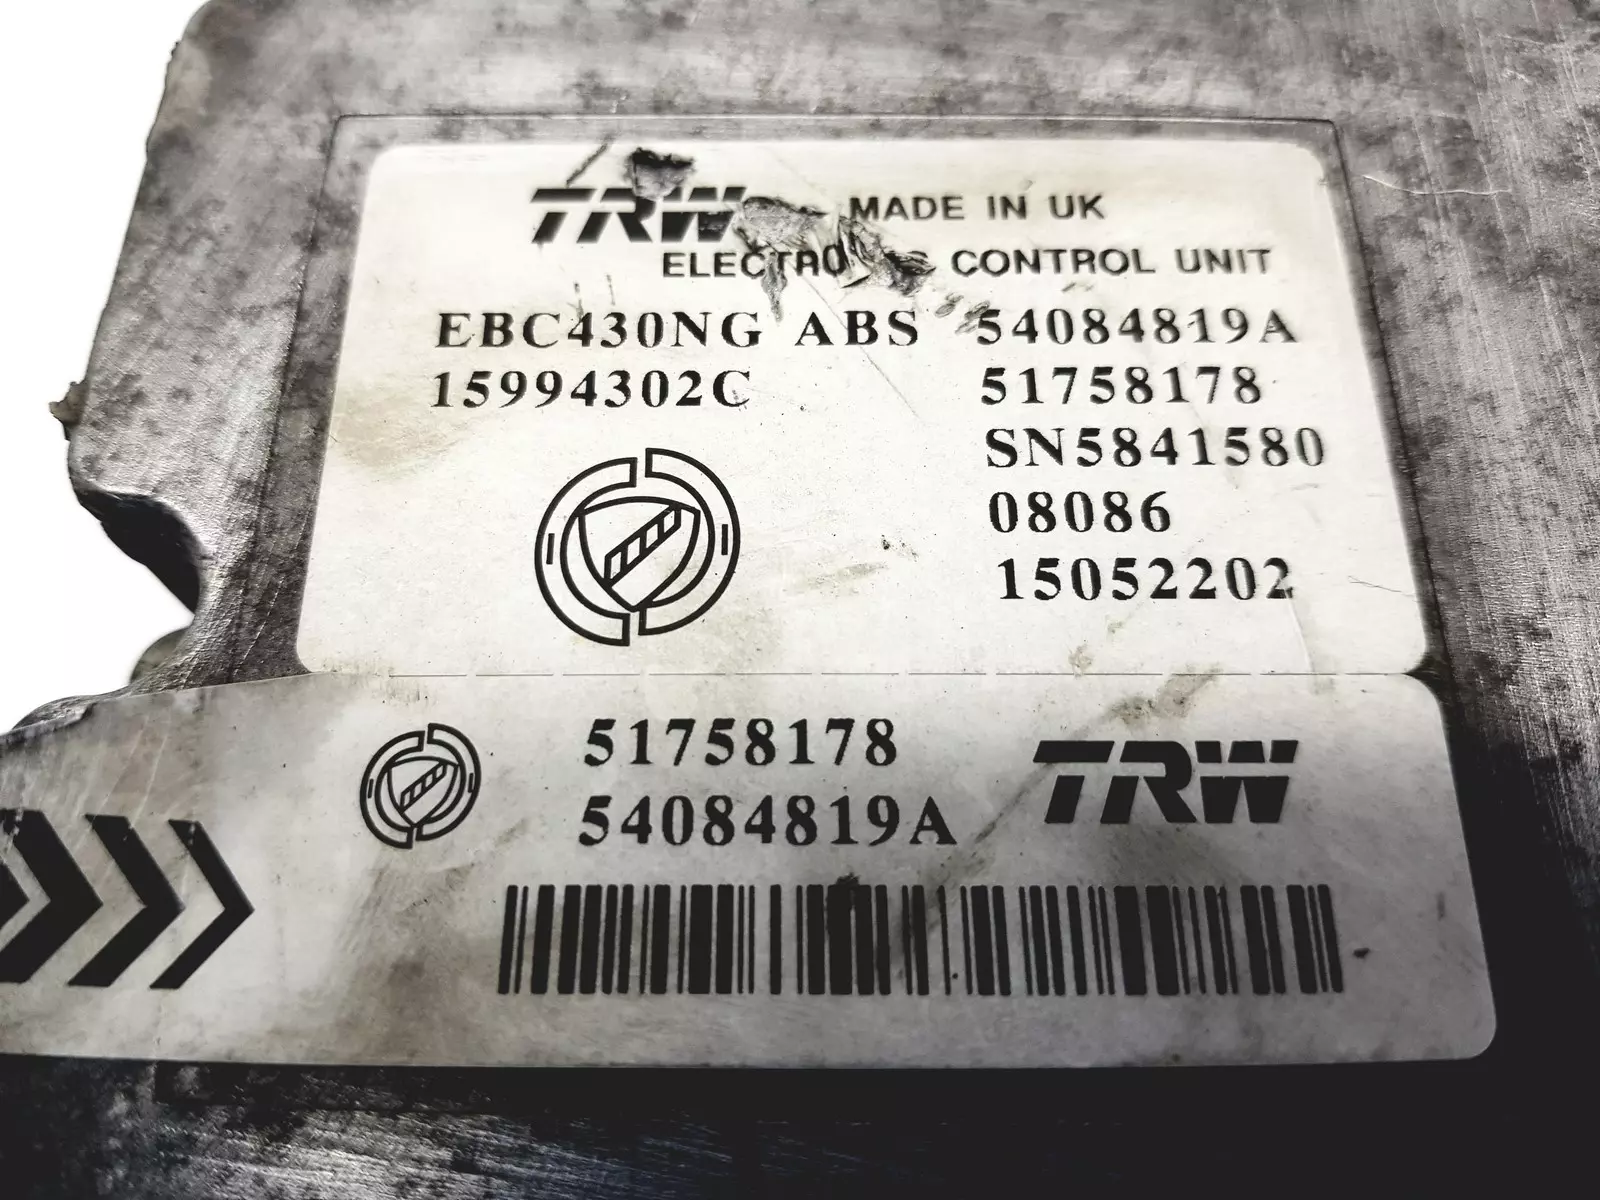 TRW MADE IN UK
CONTROL UNIT
EBC430NG ABS 54084819A
15994302C 51758178
SN5841580
08086
15052202
51758178
54084819A
TRW